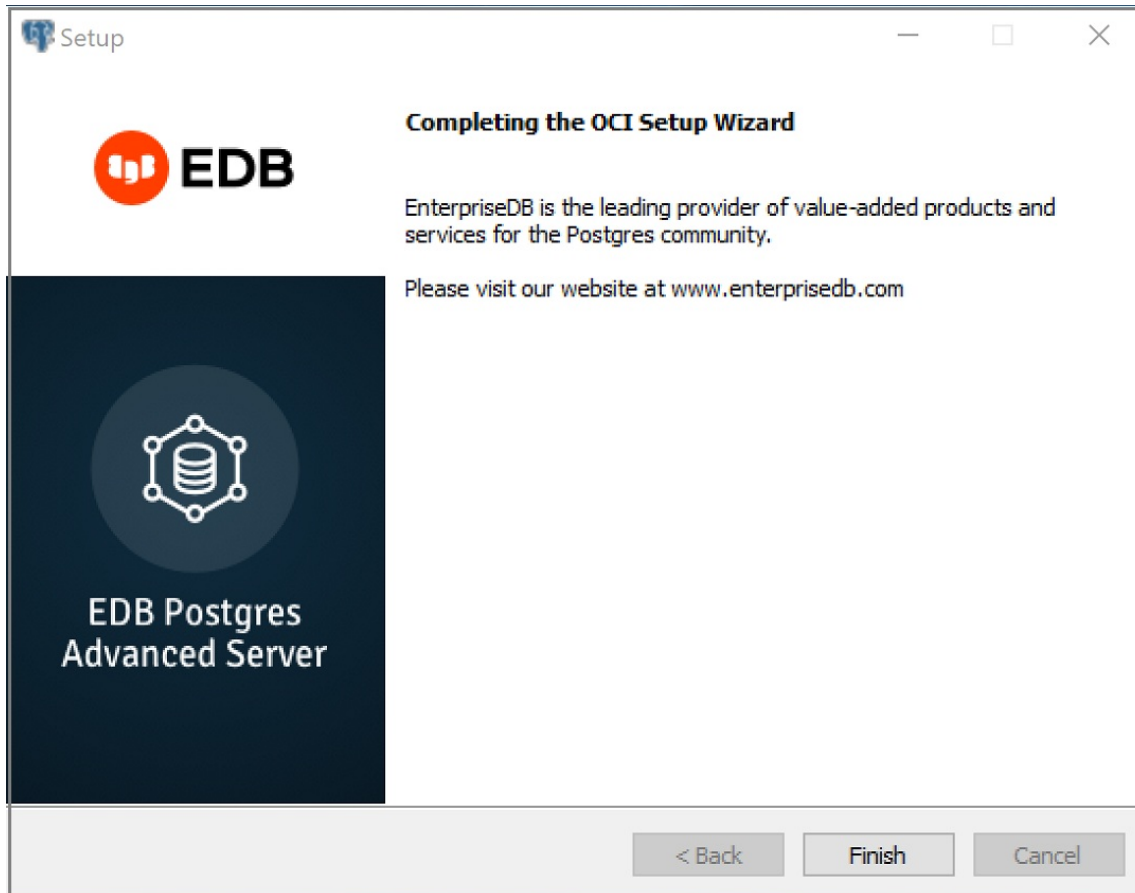 Setup
EDB
Completing the OCI Setup Wizard
EnterpriseDB is the leading provider of value-added products and
services for the Postgres community.
Please visit our website at www.enterprisedb.com
EDB Postgres
Advanced Server
< Back
Finish
Cancel